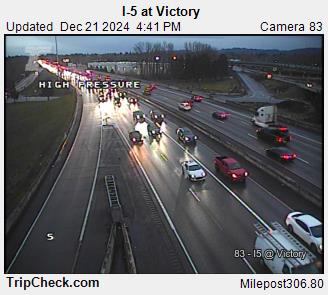 I-5 at Victory
Updated Dec 21 2024 4:41 PM
Camera 83
HIGH PRESSURE
S
83 - I5 @ Victory
TripCheck.com
Milepost306.80